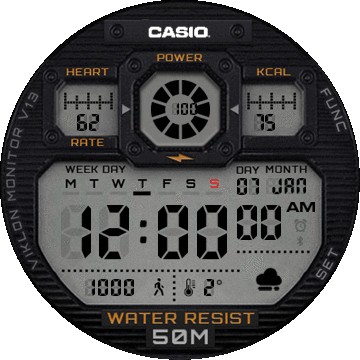 CASIO
POWER
HEART
KCAL
100
62
75
RATE
VIKLON MONITOR V13
FUNC
WEEK DAY
DAY MONTH
M T W T F S S
07 JAN
12:00 00 AM
1000
2°
SET
WATER RESIST
50M